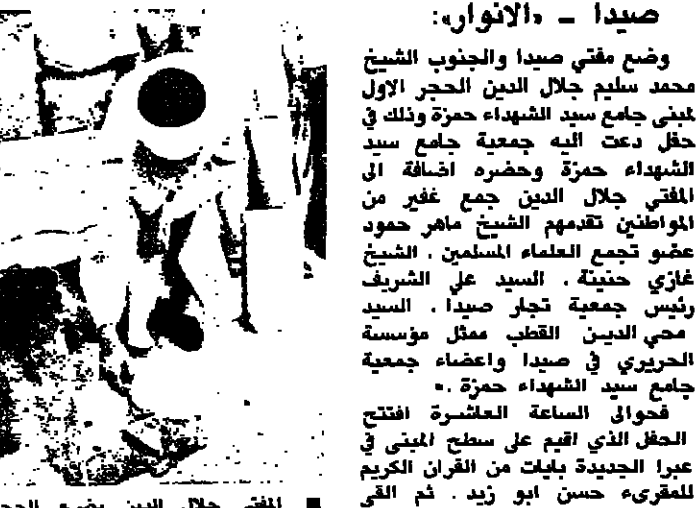 صيدا - «الانوار»:
وضع مفتي صيدا والجنوب الشيخ
محمد سليم جلال الدين الحجر الاول
لمبنى جامع سيد الشهداء حمزة وذلك في
حفل دعت اليه جمعية جامع سيد
الشهداء حمزة وحضره اضافة الى
المفتي جلال الدين جمع غفير من
المواطنين تقدمهم الشيخ ماهر حمود
عضو تجمع العلماء المسلمين . الشيخ
غازي حنينة . السيد علي الشريف
رئيس جمعية تجار صيدا . السيد
محي الدين القطب ممثل مؤسسة
الحريري في صيدا واعضاء جمعية
جامع سيد الشهداء حمزة .
فحوالى الساعة العاشرة افتتح
الحفل الذي اقيم على سطح المبنى في
عبرا الجديدة بايات من القران الكريم
للمقرىء حسن ابو زيد . ثم القى
■ المفتي جلال الدين يضع الحجر